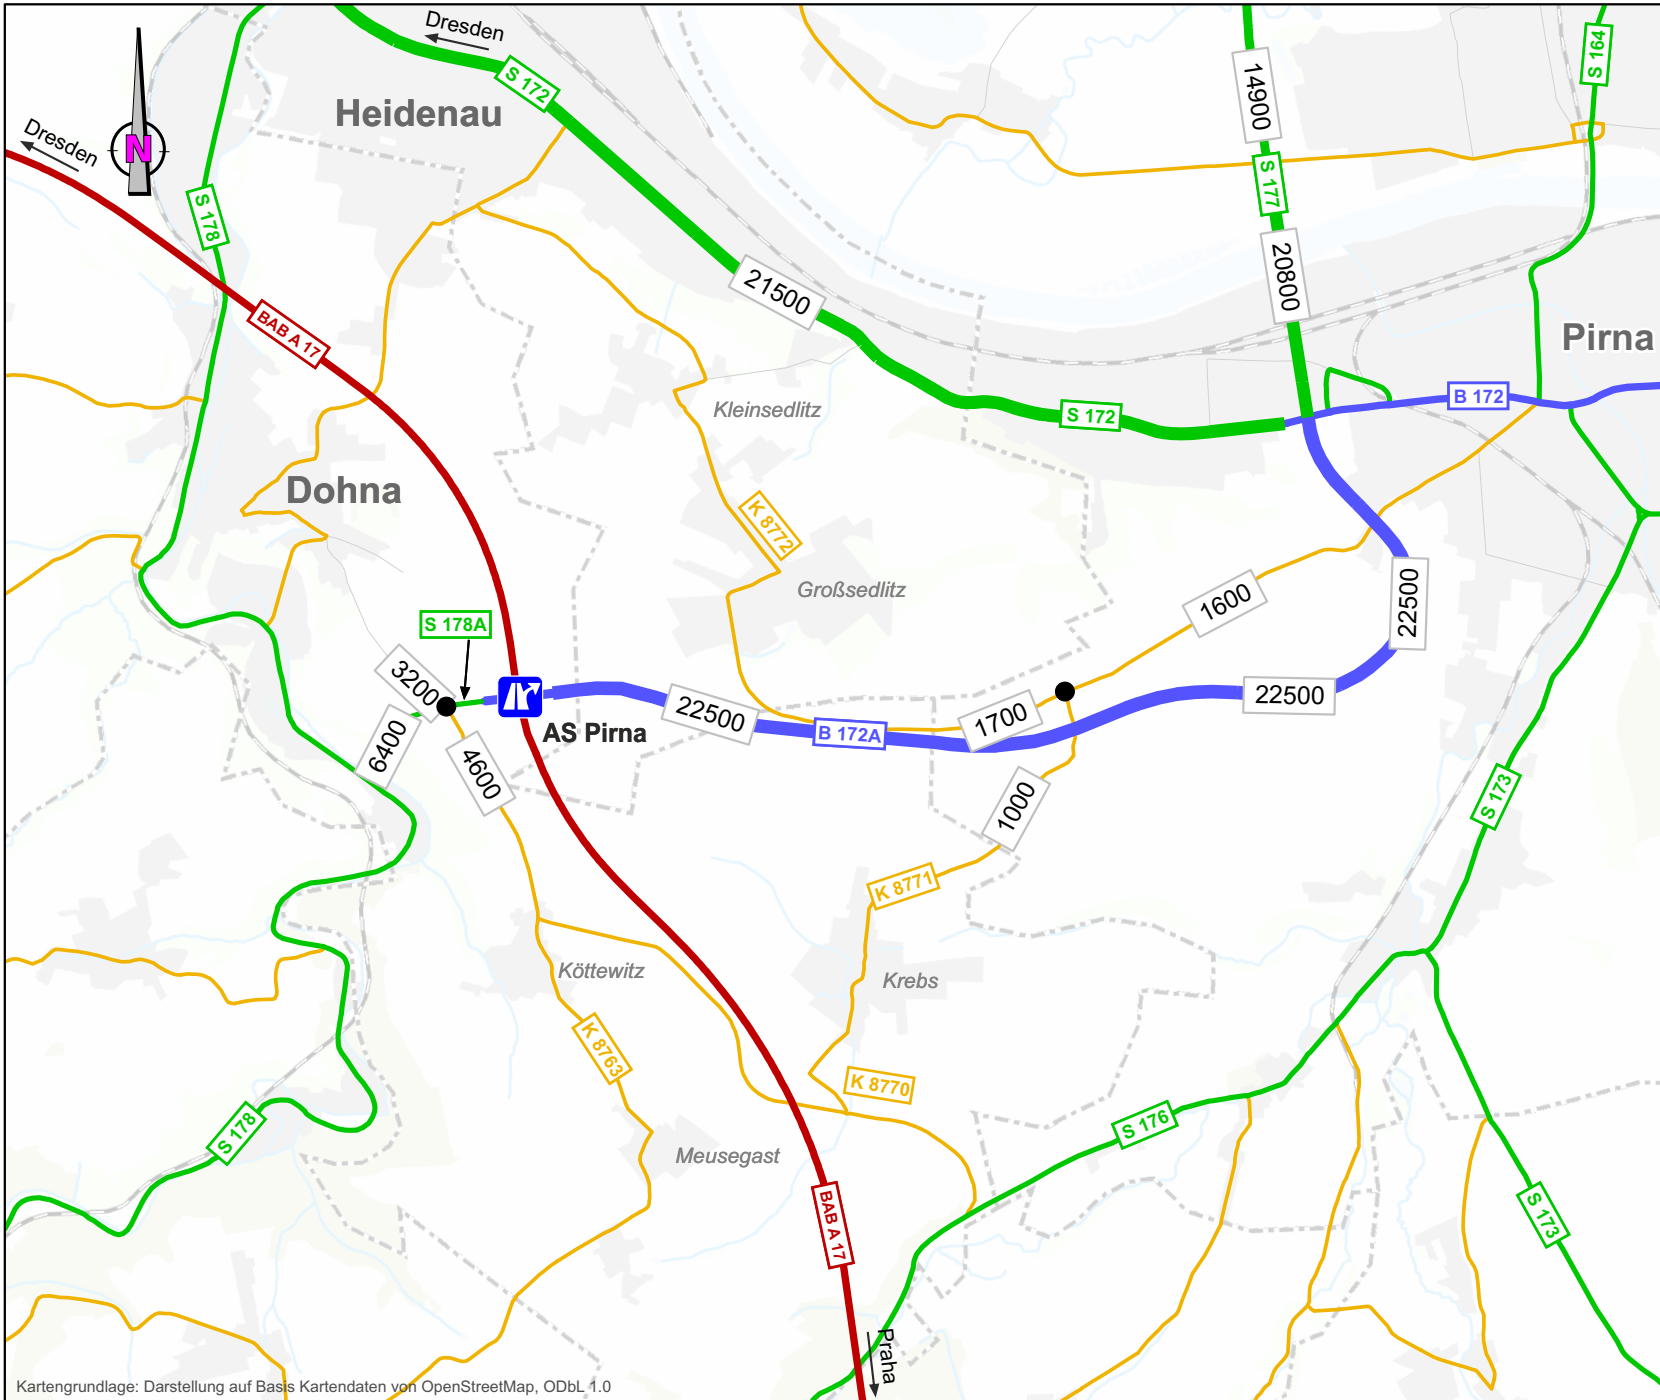 Dresden
S 172
14900
S 164
Heidenau
Dresden
N
S 177
S 178
20800
21500
BAB A 17
Pirna
B 172
Kleinsedlitz
S 172
Dohna
K 8772
Großsedlitz
1600
22500
S 178A
3200
22500
22500
1700
AS Pirna
B 172A
6400
4600
1000
S 173
K 8771
Köttewitz
Krebs
K 8763
K 8770
S 178
S 176
Meusegast
BAB A 17
S 173
Praha
Kartengrundlage: Darstellung auf Basis Kartendaten von OpenStreetMap, ODbL 1.0